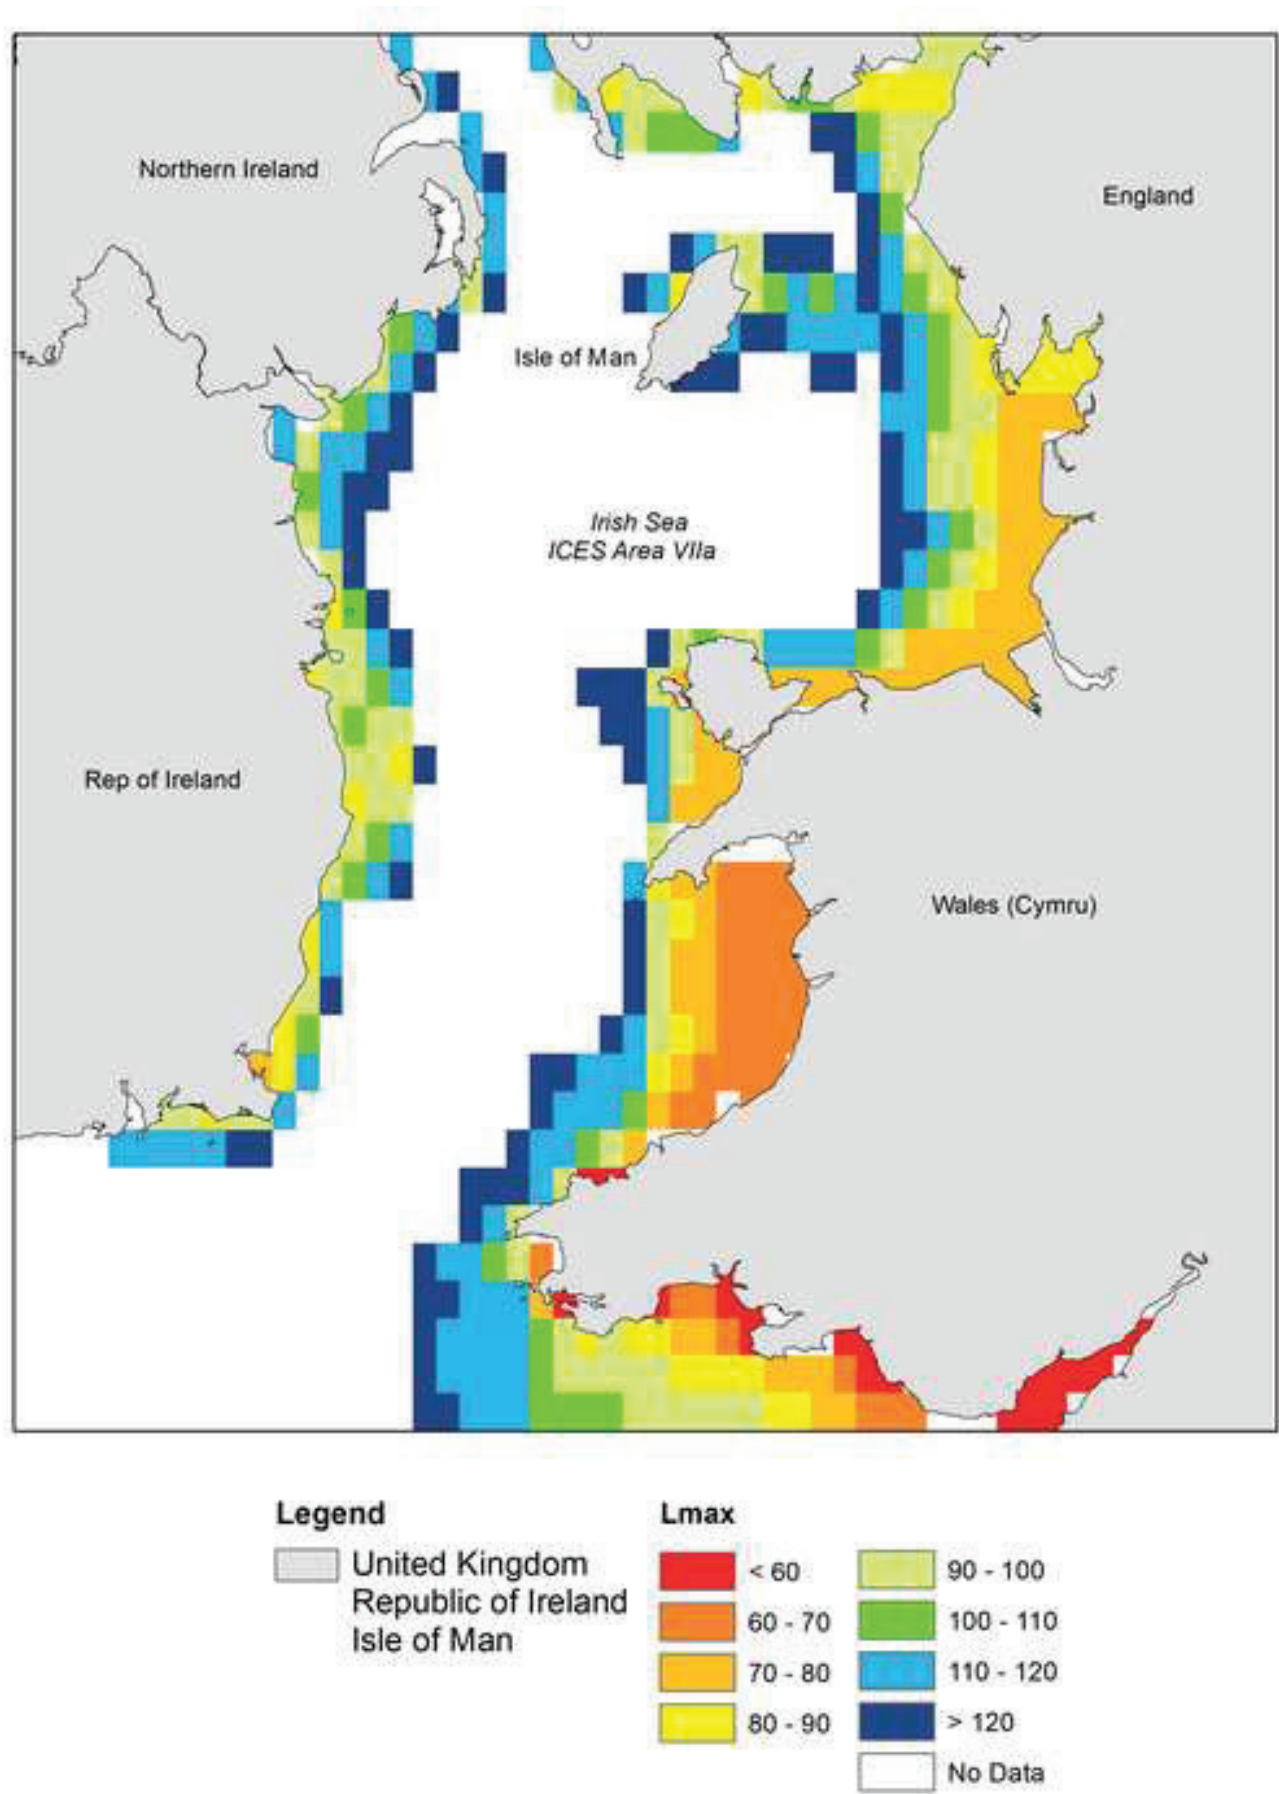 Northern Ireland
England
Isle of Man
Irish Sea
ICES Area VIIa
Rep of Ireland
Wales (Cymru)
Legend
United Kingdom
Republic of Ireland
Isle of Man
Lmax
< 60
60 - 70
70 - 80
80 - 90
90 - 100
100 - 110
110 - 120
> 120
No Data